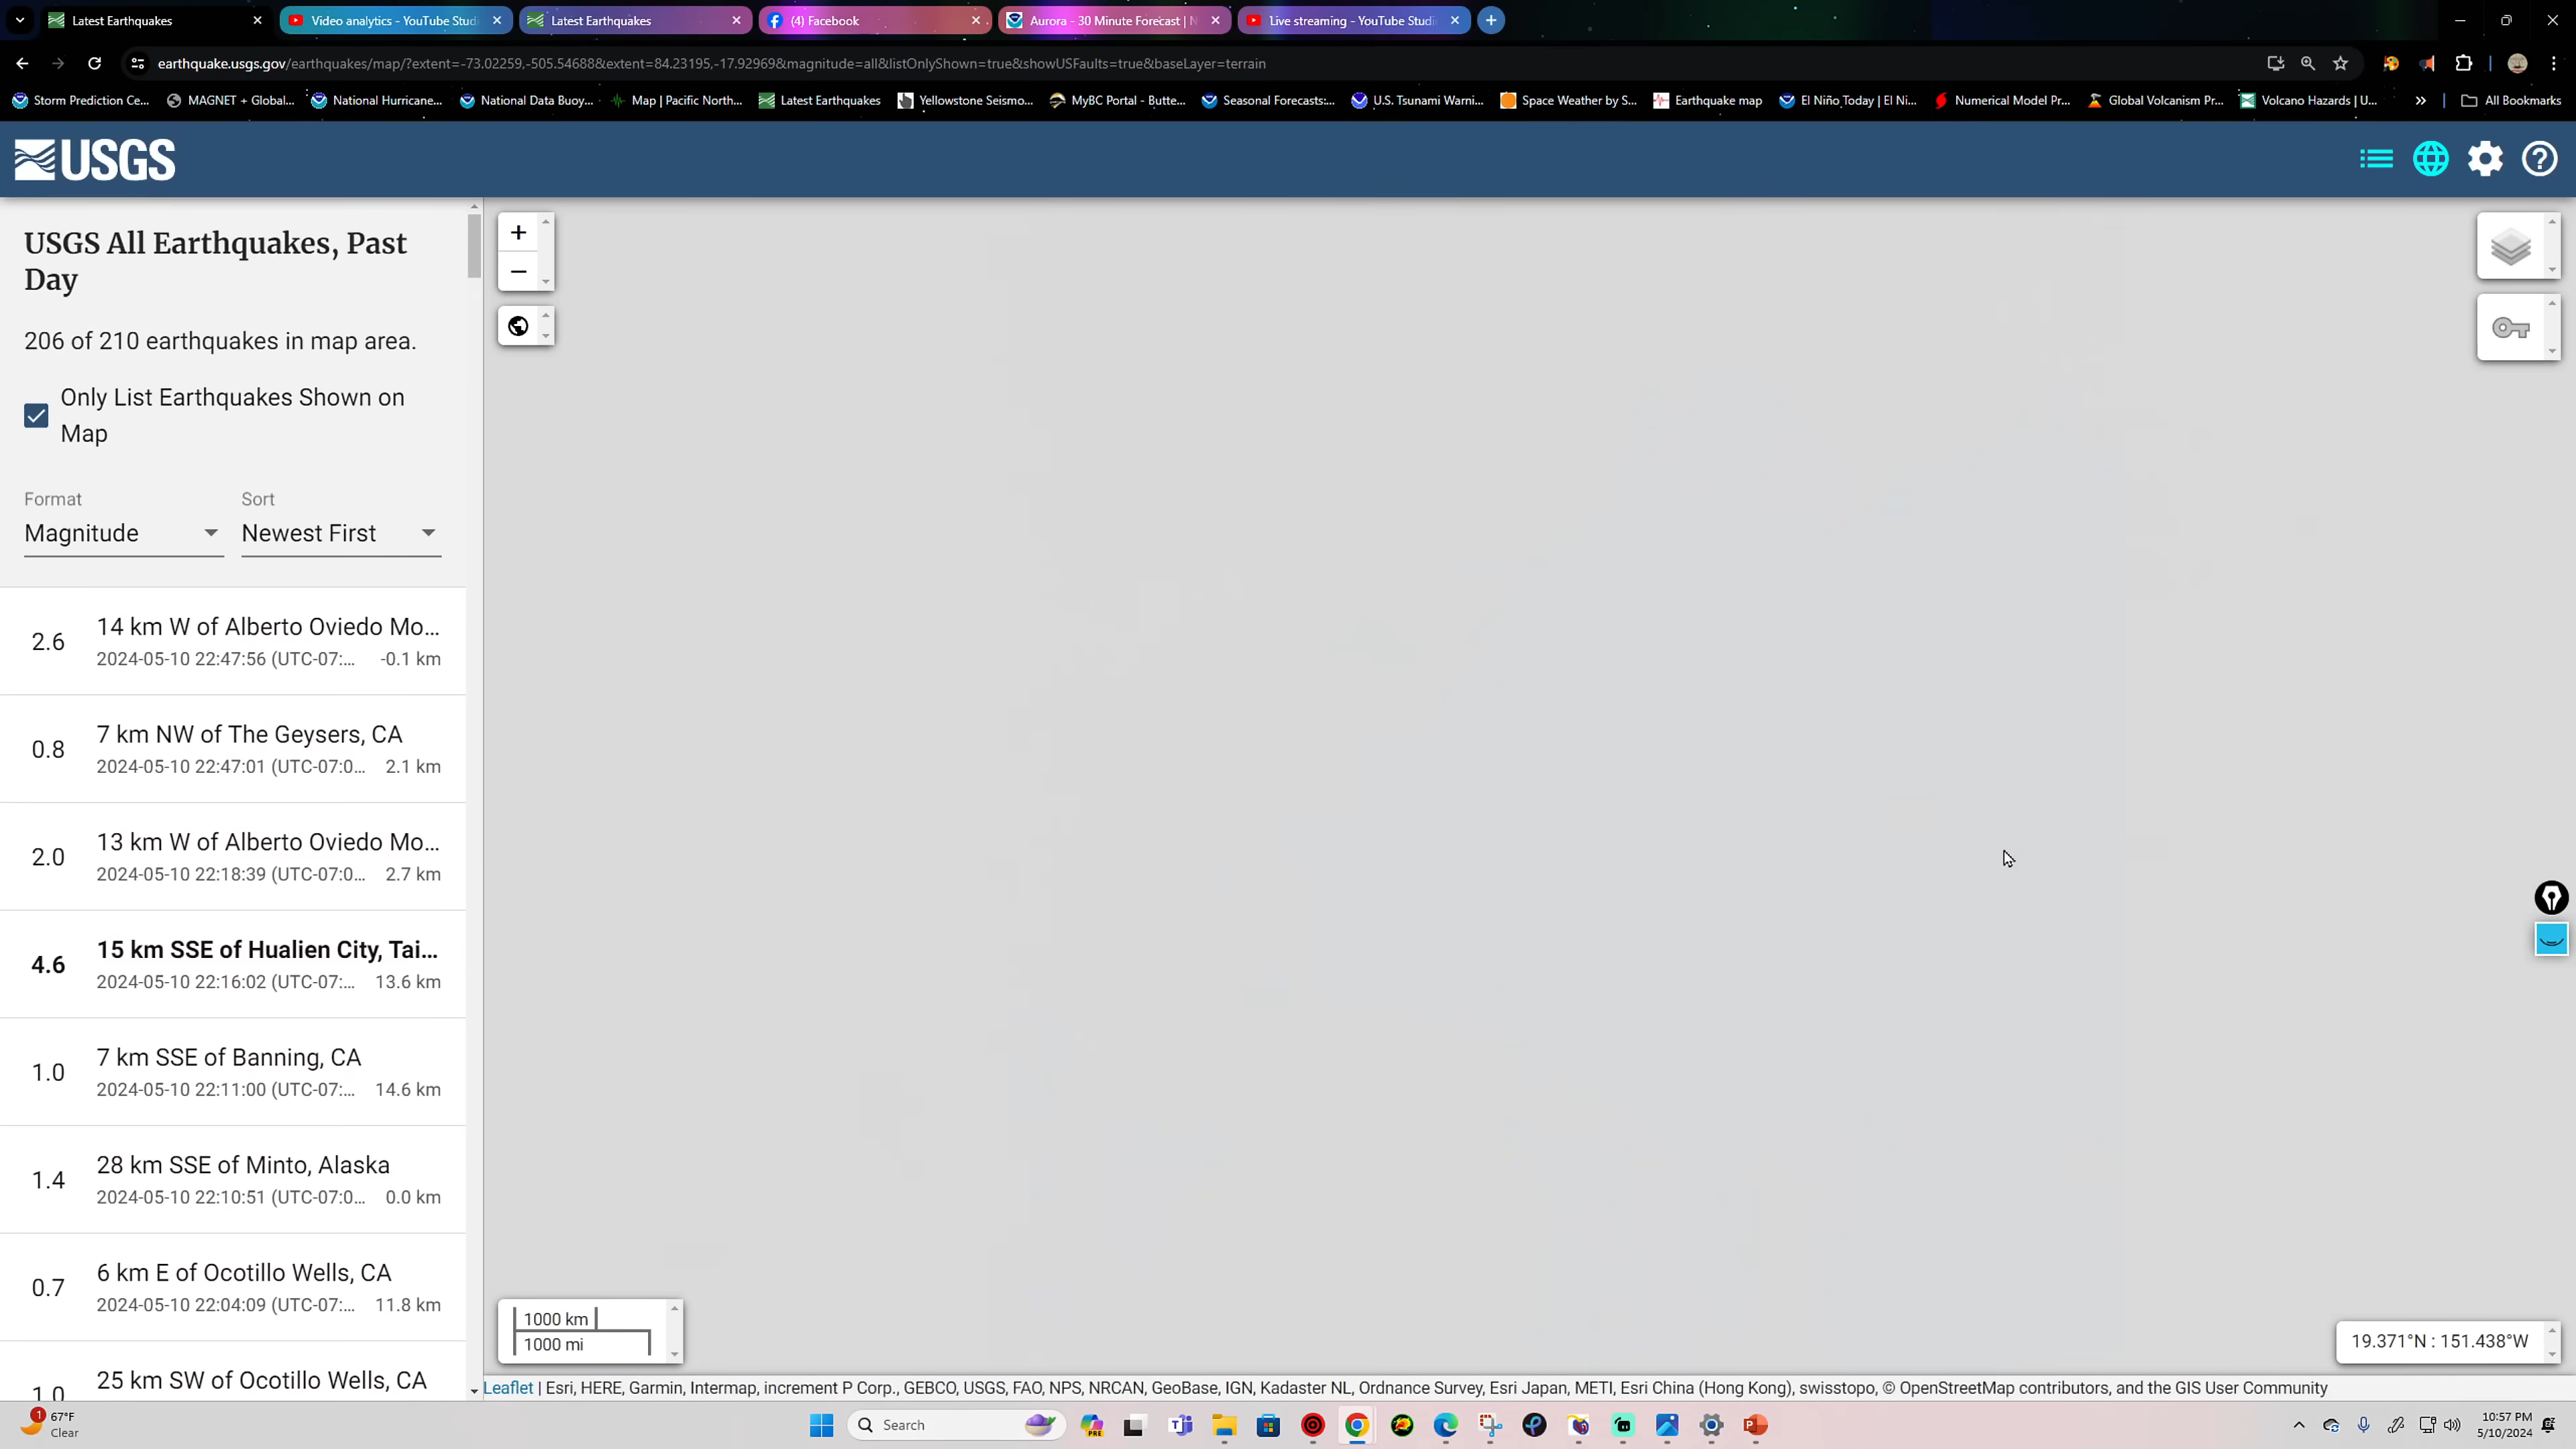 Latest Earthquakes
Video analytics - YouTube Studi
Latest Earthquakes
(4) Facebook
Aurora - 30 Minute Forecast | N
Live streaming - YouTube Studi
earthquake.usgs.gov/earthquakes/map/?extent=-73.02259,-505.54688&extent=84.23195,-17.92969&magnitude=all&listOnlyShown=true&showUSFaults=true&baseLayer=terrain
Storm Prediction Ce...
MAGNET + Global...
National Hurricane...
National Data Buoy...
Map | Pacific North...
Latest Earthquakes
Yellowstone Seismo...
MyBC Portal - Butte...
Seasonal Forecasts:...
U.S. Tsunami Warni...
Space Weather by S...
Earthquake map
El Niño Today | El Ni...
Numerical Model Pr...
Global Volcanism Pr...
Volcano Hazards | U...
All Bookmarks
USGS
USGS All Earthquakes, Past
Day
206 of 210 earthquakes in map area.
Only List Earthquakes Shown on
Map
Format
Sort
Magnitude
Newest First
2.6
14 km W of Alberto Oviedo Mo...
2024-05-10 22:47:56 (UTC-07:... -0.1 km
0.8
7 km NW of The Geysers, CA
2024-05-10 22:47:01 (UTC-07:0... 2.1 km
2.0
13 km W of Alberto Oviedo Mo...
2024-05-10 22:18:39 (UTC-07:0... 2.7 km
4.6
15 km SSE of Hualien City, Tai...
2024-05-10 22:16:02 (UTC-07:... 13.6 km
1.0
7 km SSE of Banning, CA
2024-05-10 22:11:00 (UTC-07:... 14.6 km
1.4
28 km SSE of Minto, Alaska
2024-05-10 22:10:51 (UTC-07:0... 0.0 km
0.7
6 km E of Ocotillo Wells, CA
2024-05-10 22:04:09 (UTC-07:... 11.8 km
1.0
25 km SW of Ocotillo Wells, CA
+
−
1000 km
1000 mi
19.371°N : 151.438°W
Leaflet | Esri, HERE, Garmin, Intermap, increment P Corp., GEBCO, USGS, FAO, NPS, NRCAN, GeoBase, IGN, Kadaster NL, Ordnance Survey, Esri Japan, METI, Esri China (Hong Kong), swisstopo, © OpenStreetMap contributors, and the GIS User Community
1
67°F
Clear
Search
PRE
10:57 PM
5/10/2024